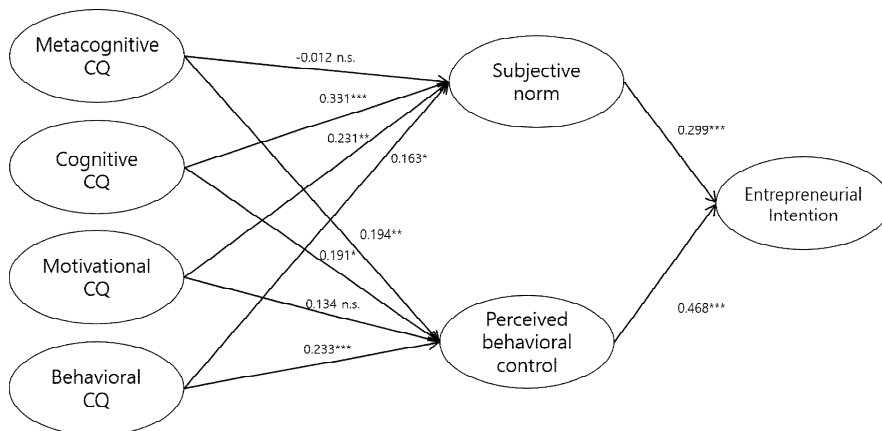 Metacognitive
CQ
-0.012 n.s.
Subjective
norm
0.331***
0.231**
0.299***
Cognitive
CQ
0.163*
Entrepreneurial
Intention
0.194**
0.191*
Motivational
CQ
0.134 n.s.
Perceived
behavioral
control
0.468***
0.233***
Behavioral
CQ